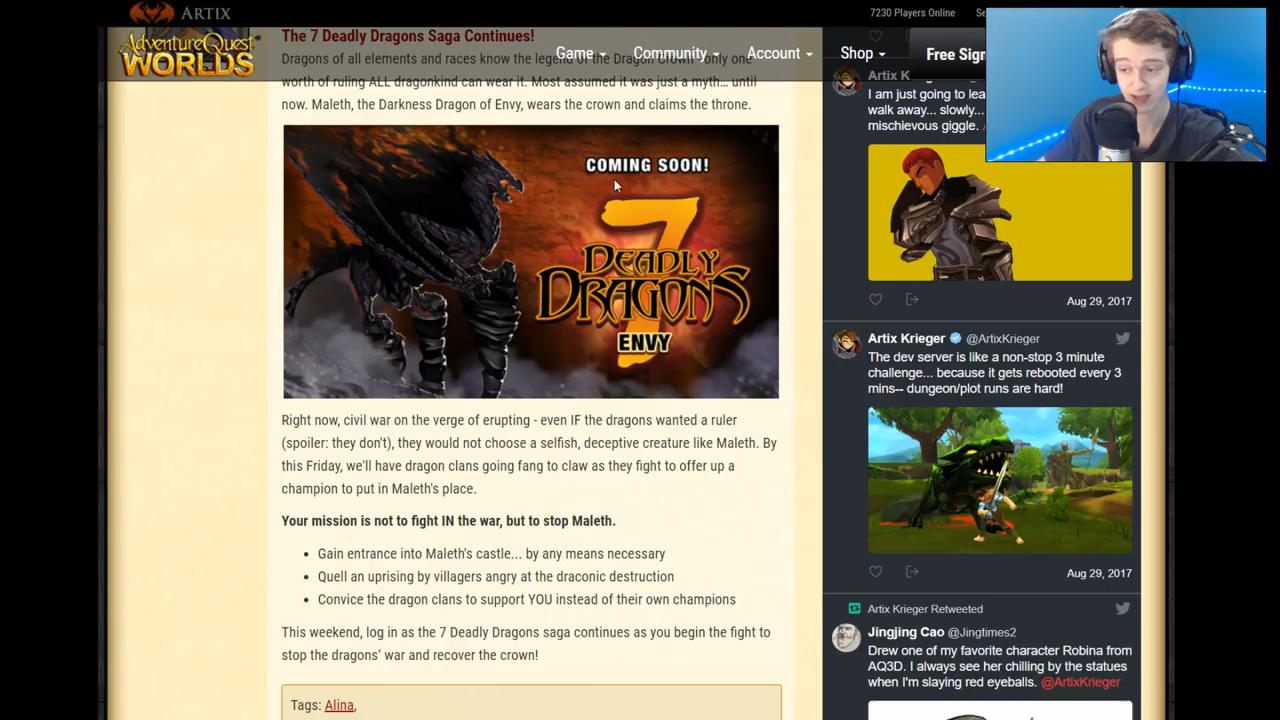 ARTIX
7230 Players Online
AdventureQuest
WORLDS
Game
Community
Account
Shop
Free Sign
The 7 Deadly Dragons Saga Continues!
Dragons of all elements and races know the legend of the Dragon Crown - only one
worth of ruling ALL dragonkind can wear it. Most assumed it was just a myth... until
now. Maleth, the Darkness Dragon of Envy, wears the crown and claims the throne.
COMING SOON!
7
DEADLY
DRAGONS
ENVY
Right now, civil war on the verge of erupting - even IF the dragons wanted a ruler
(spoiler: they don't), they would not choose a selfish, deceptive creature like Maleth. By
this Friday, we'll have dragon clans going fang to claw as they fight to offer up a
champion to put in Maleth's place.
Your mission is not to fight IN the war, but to stop Maleth.
• Gain entrance into Maleth's castle... by any means necessary
• Quell an uprising by villagers angry at the draconic destruction
• Convice the dragon clans to support YOU instead of their own champions
This weekend, log in as the 7 Deadly Dragons saga continues as you begin the fight to
stop the dragons' war and recover the crown!
Tags: Alina,
Artix K
I am just going to lea
walk away... slowly...
mischievous giggle.
Aug 29, 2017
Artix Krieger @ArtixKrieger
The dev server is like a non-stop 3 minute
challenge... because it gets rebooted every 3
mins-- dungeon/plot runs are hard!
Aug 29, 2017
Artix Krieger Retweeted
Jingjing Cao @Jingtimes2
Drew one of my favorite character Robina from
AQ3D. I always see her chilling by the statues
when I'm slaying red eyeballs. @ArtixKrieger